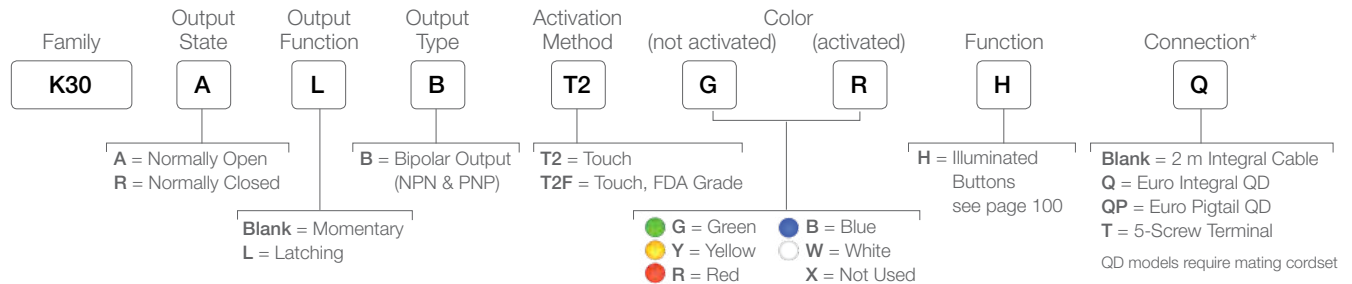 Family
Output
State
Output
Function
Output
Type
Activation
Method
Color
(not activated)
(activated)
Function
Connection*
K30
A
L
B
T2
G
R
H
Q
A = Normally Open
R = Normally Closed
Blank = Momentary
L = Latching
B = Bipolar Output
(NPN & PNP)
T2 = Touch
T2F = Touch, FDA Grade
G = Green
Y = Yellow
R = Red
B = Blue
W = White
X = Not Used
H = Illuminated
Buttons
see page 100
Blank = 2 m Integral Cable
Q = Euro Integral QD
QP = Euro Pigtail QD
T = 5-Screw Terminal
QD models require mating cordset